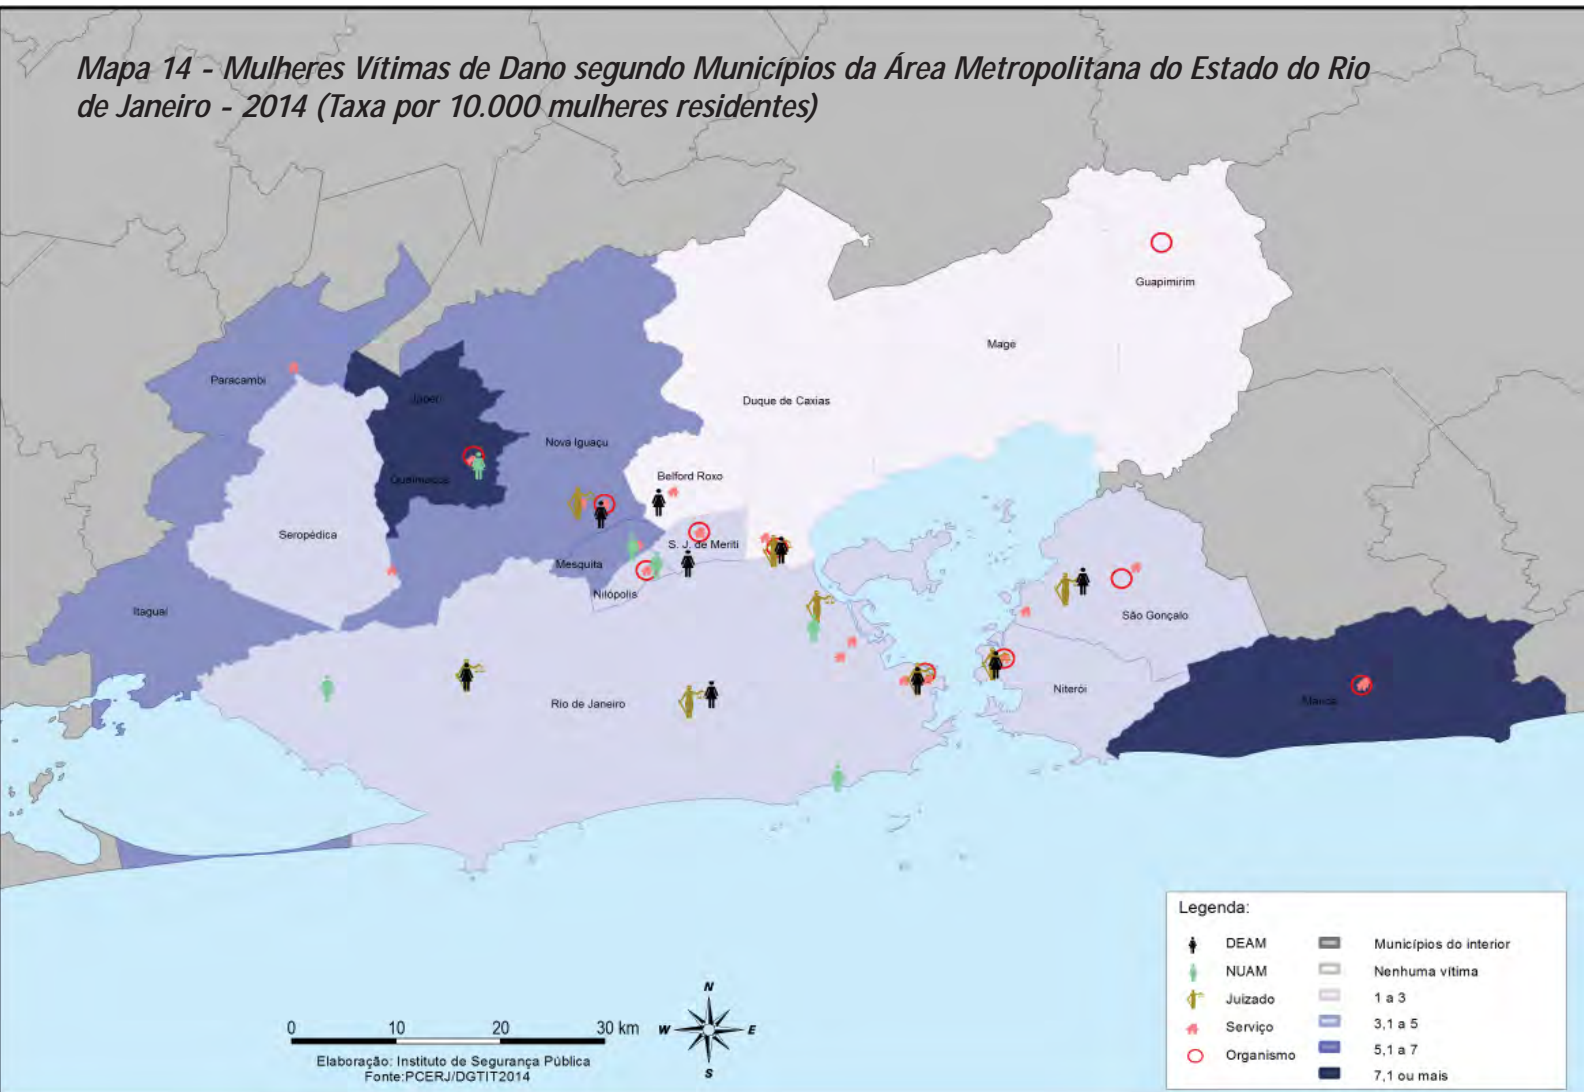 Mapa 14 - Mulheres Vítimas de Dano segundo Municípios da Área Metropolitana do Estado do Rio
de Janeiro - 2014 (Taxa por 10.000 mulheres residentes)
Guapimirim
Magé
Paracambi
Japeri
Duque de Caxias
Nova Iguaçu
Belford Roxo
Queimados
Seropédica
S. J. de Meriti
Mesquita
Nilópolis
Itaguaí
São Gonçalo
Niterói
Rio de Janeiro
Maricá
Legenda:
DEAM
Municípios do interior
NUAM
Nenhuma vítima
Juizado
1 a 3
Serviço
3,1 a 5
Organismo
5,1 a 7
7,1 ou mais
N
W
E
S
0 10 20 30 km
Elaboração: Instituto de Segurança Pública
Fonte:PCERJ/DGTIT2014